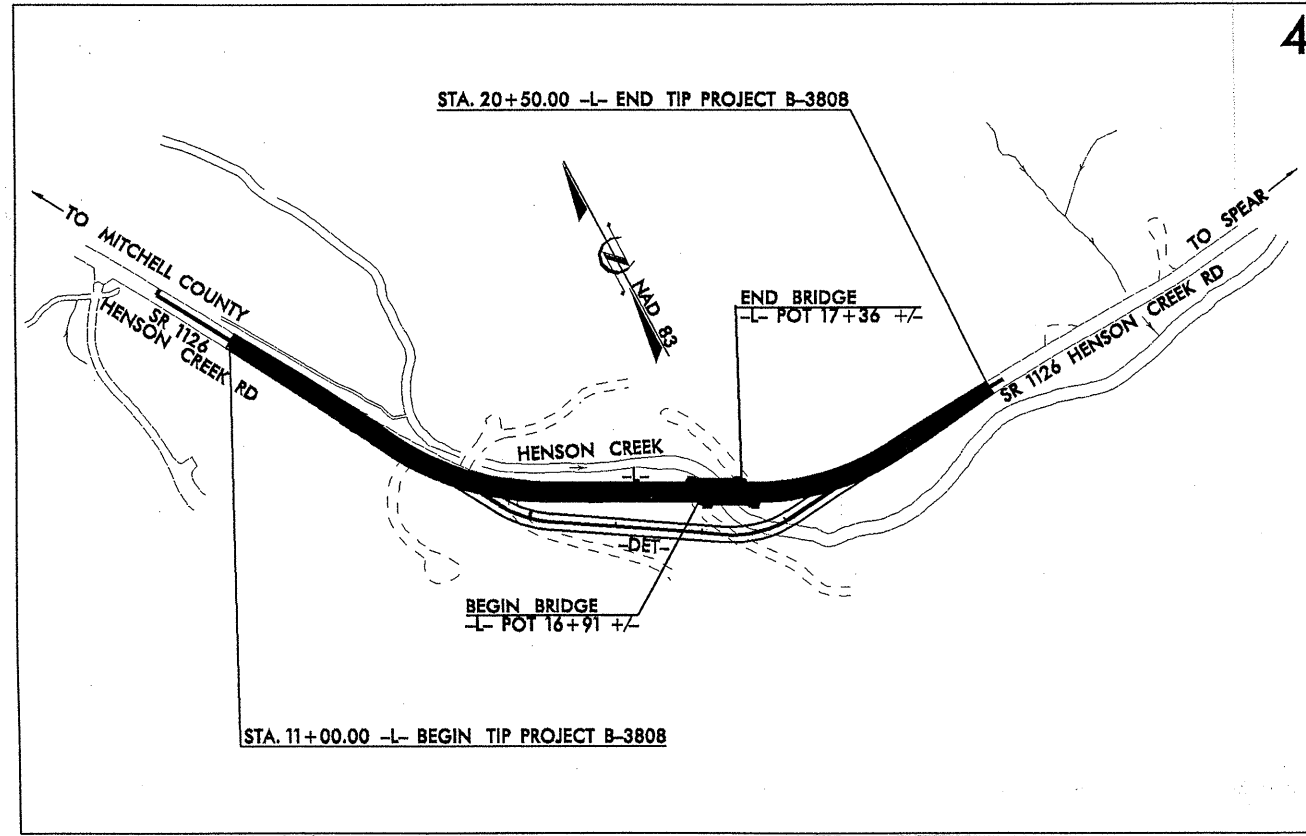 4
STA. 20+50.00 -L- END TIP PROJECT B-3808
TO MITCHELL COUNTY
SR 1126
HENSON CREEK RD
N
NAD 83
TO SPEAR
SR 1126 HENSON CREEK RD
END BRIDGE
-L- POT 17+36 +/-
HENSON CREEK
-L-
-DET-
BEGIN BRIDGE
-L- POT 16+91 +/-
STA. 11+00.00 -L- BEGIN TIP PROJECT B-3808